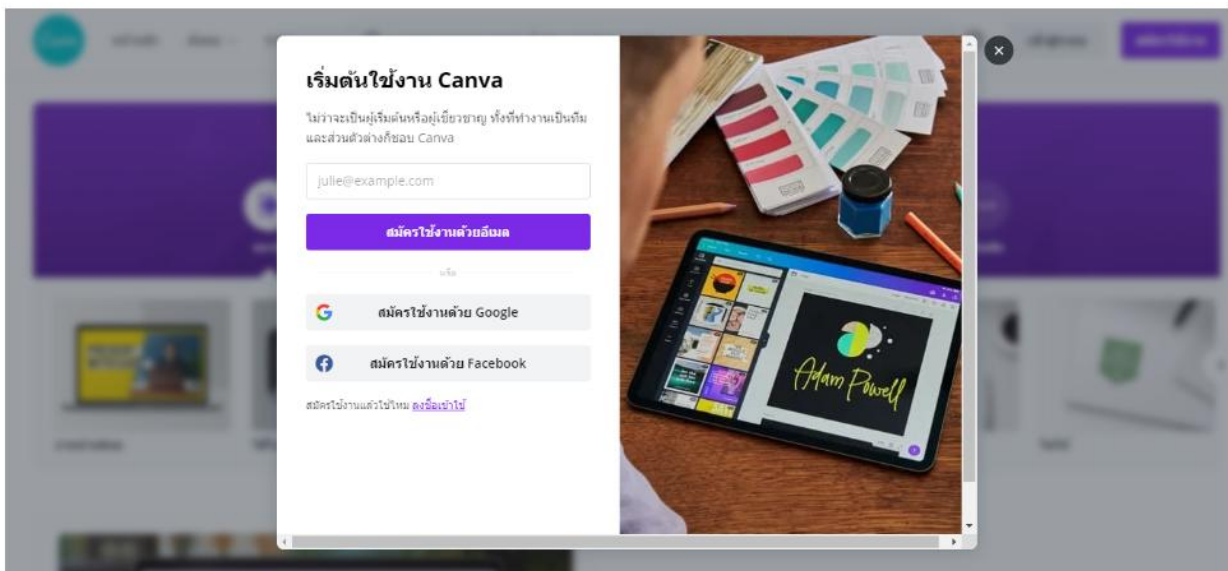 เริ่มต้นใช้งาน Canva
ไม่ว่าจะเป็นผู้เริ่มต้นหรือผู้เชี่ยวชาญ ทั้งที่ทำงานเป็นทีม
และส่วนตัวต่างก็ชอบ Canva
julie@example.com
สมัครใช้งานด้วยอีเมล
หรือ
สมัครใช้งานด้วย Google
สมัครใช้งานด้วย Facebook
สมัครใช้งานแล้วใช่ไหม ลงชื่อเข้าใช้
Adam Powell